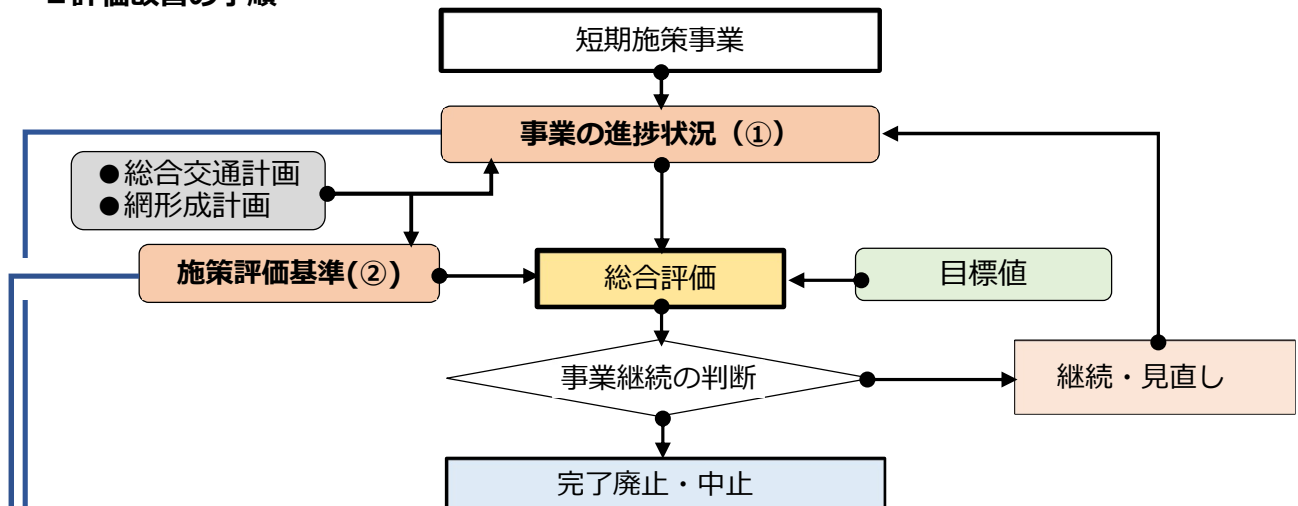 短期施策事業
事業の進捗状況（①）
●総合交通計画
●網形成計画
施策評価基準(②)
総合評価
目標値
事業継続の判断
継続・見直し
完了廃止・中止